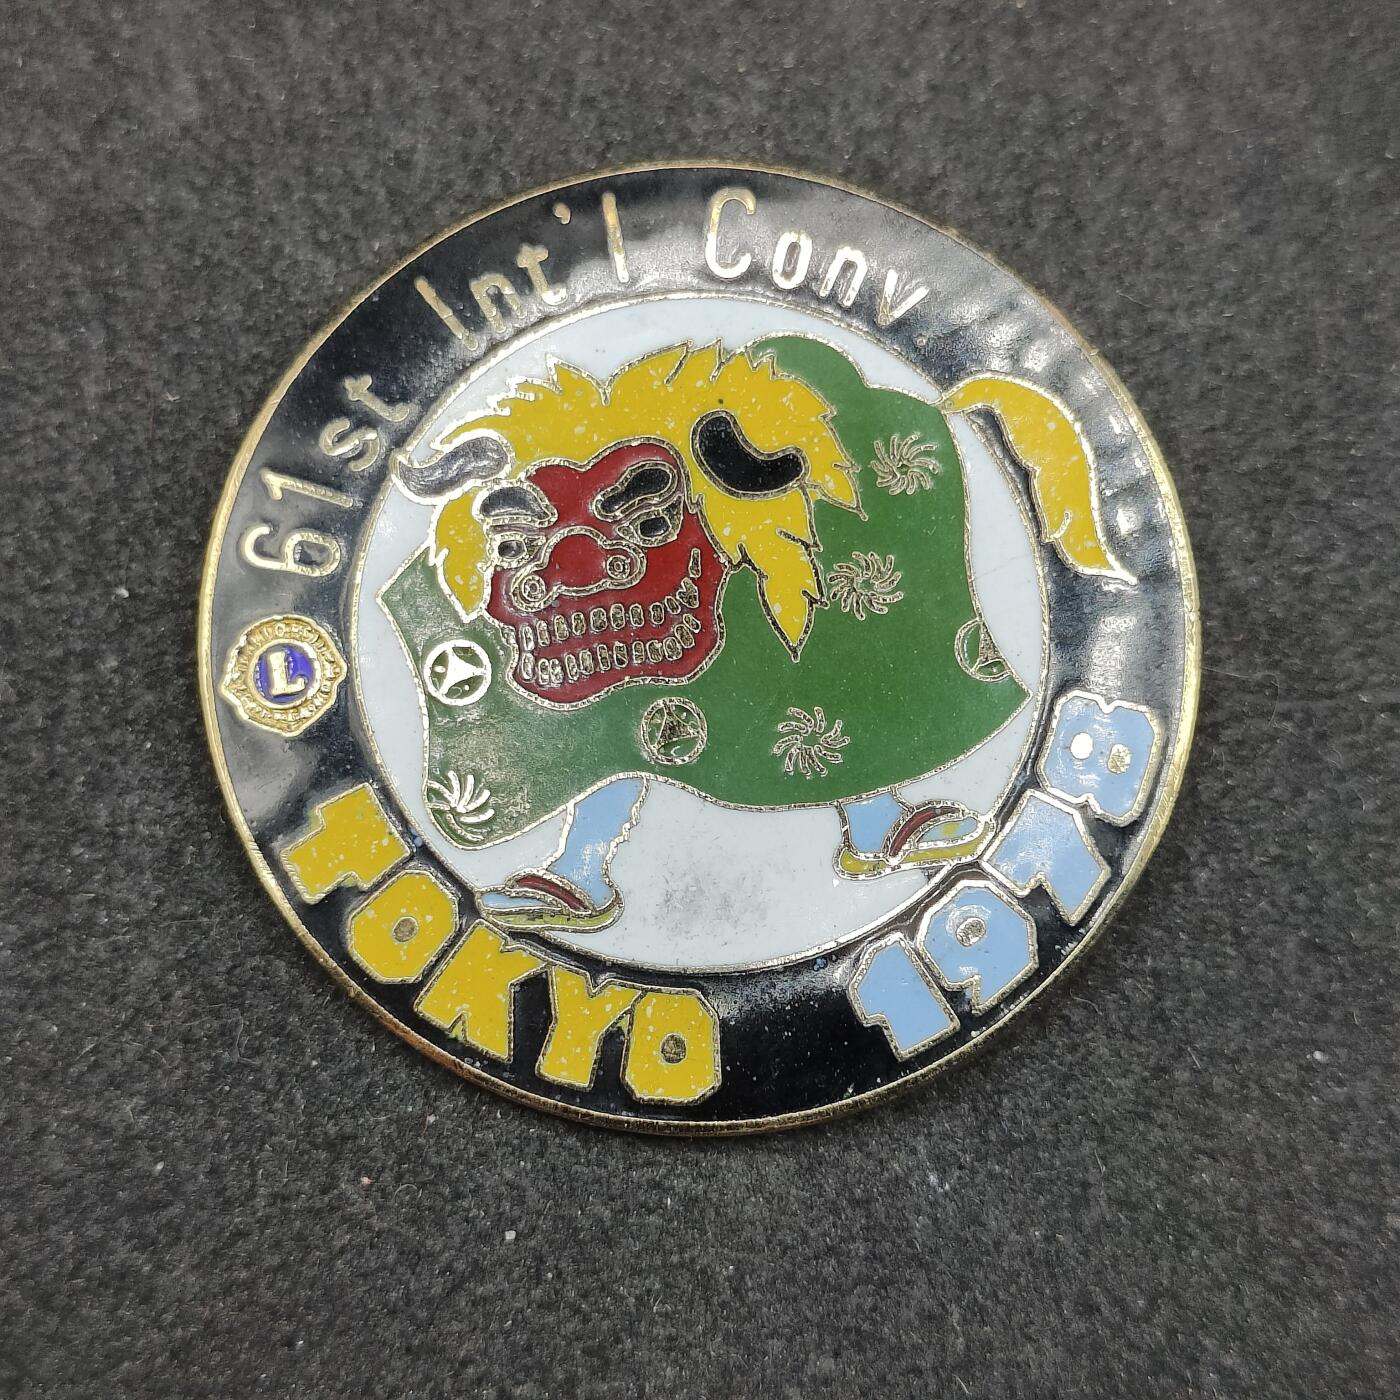 61st Int'l Conv.
L
TOKYO 1978